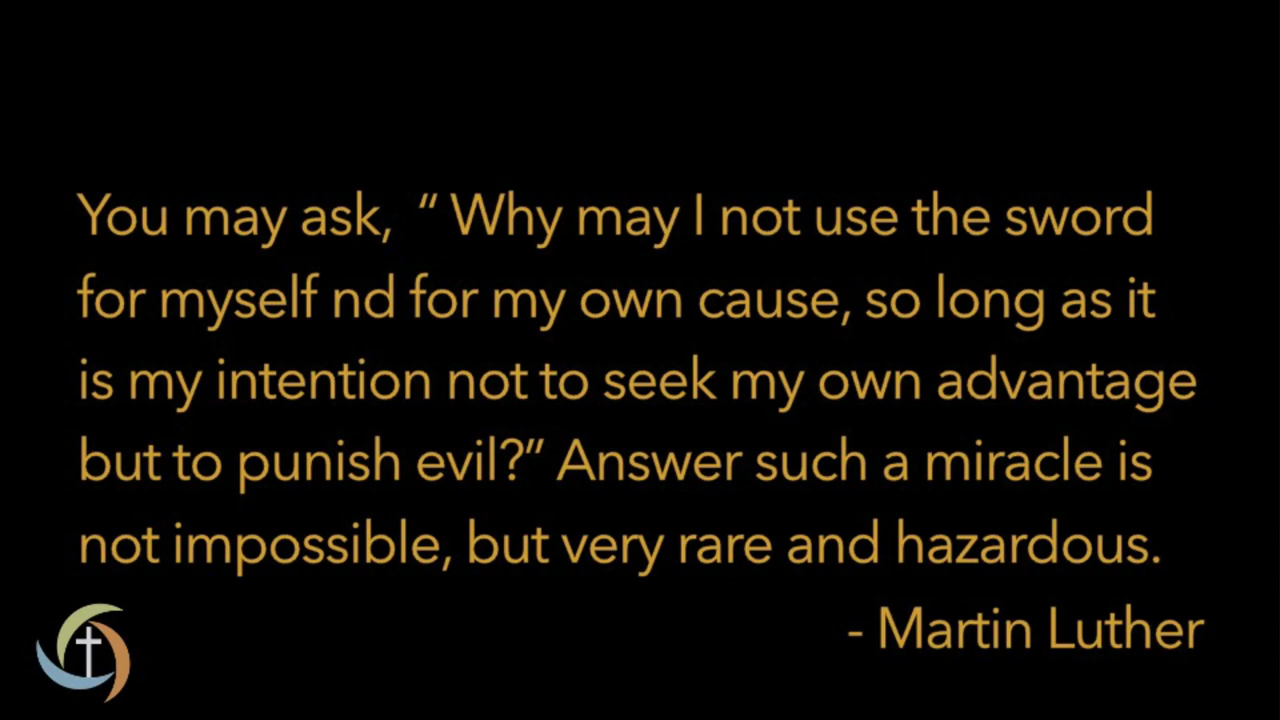 You may ask,  “ Why may I not use the sword
for myself nd for my own cause, so long as it
is my intention not to seek my own advantage
but to punish evil?” Answer such a miracle is
not impossible, but very rare and hazardous.
- Martin Luther